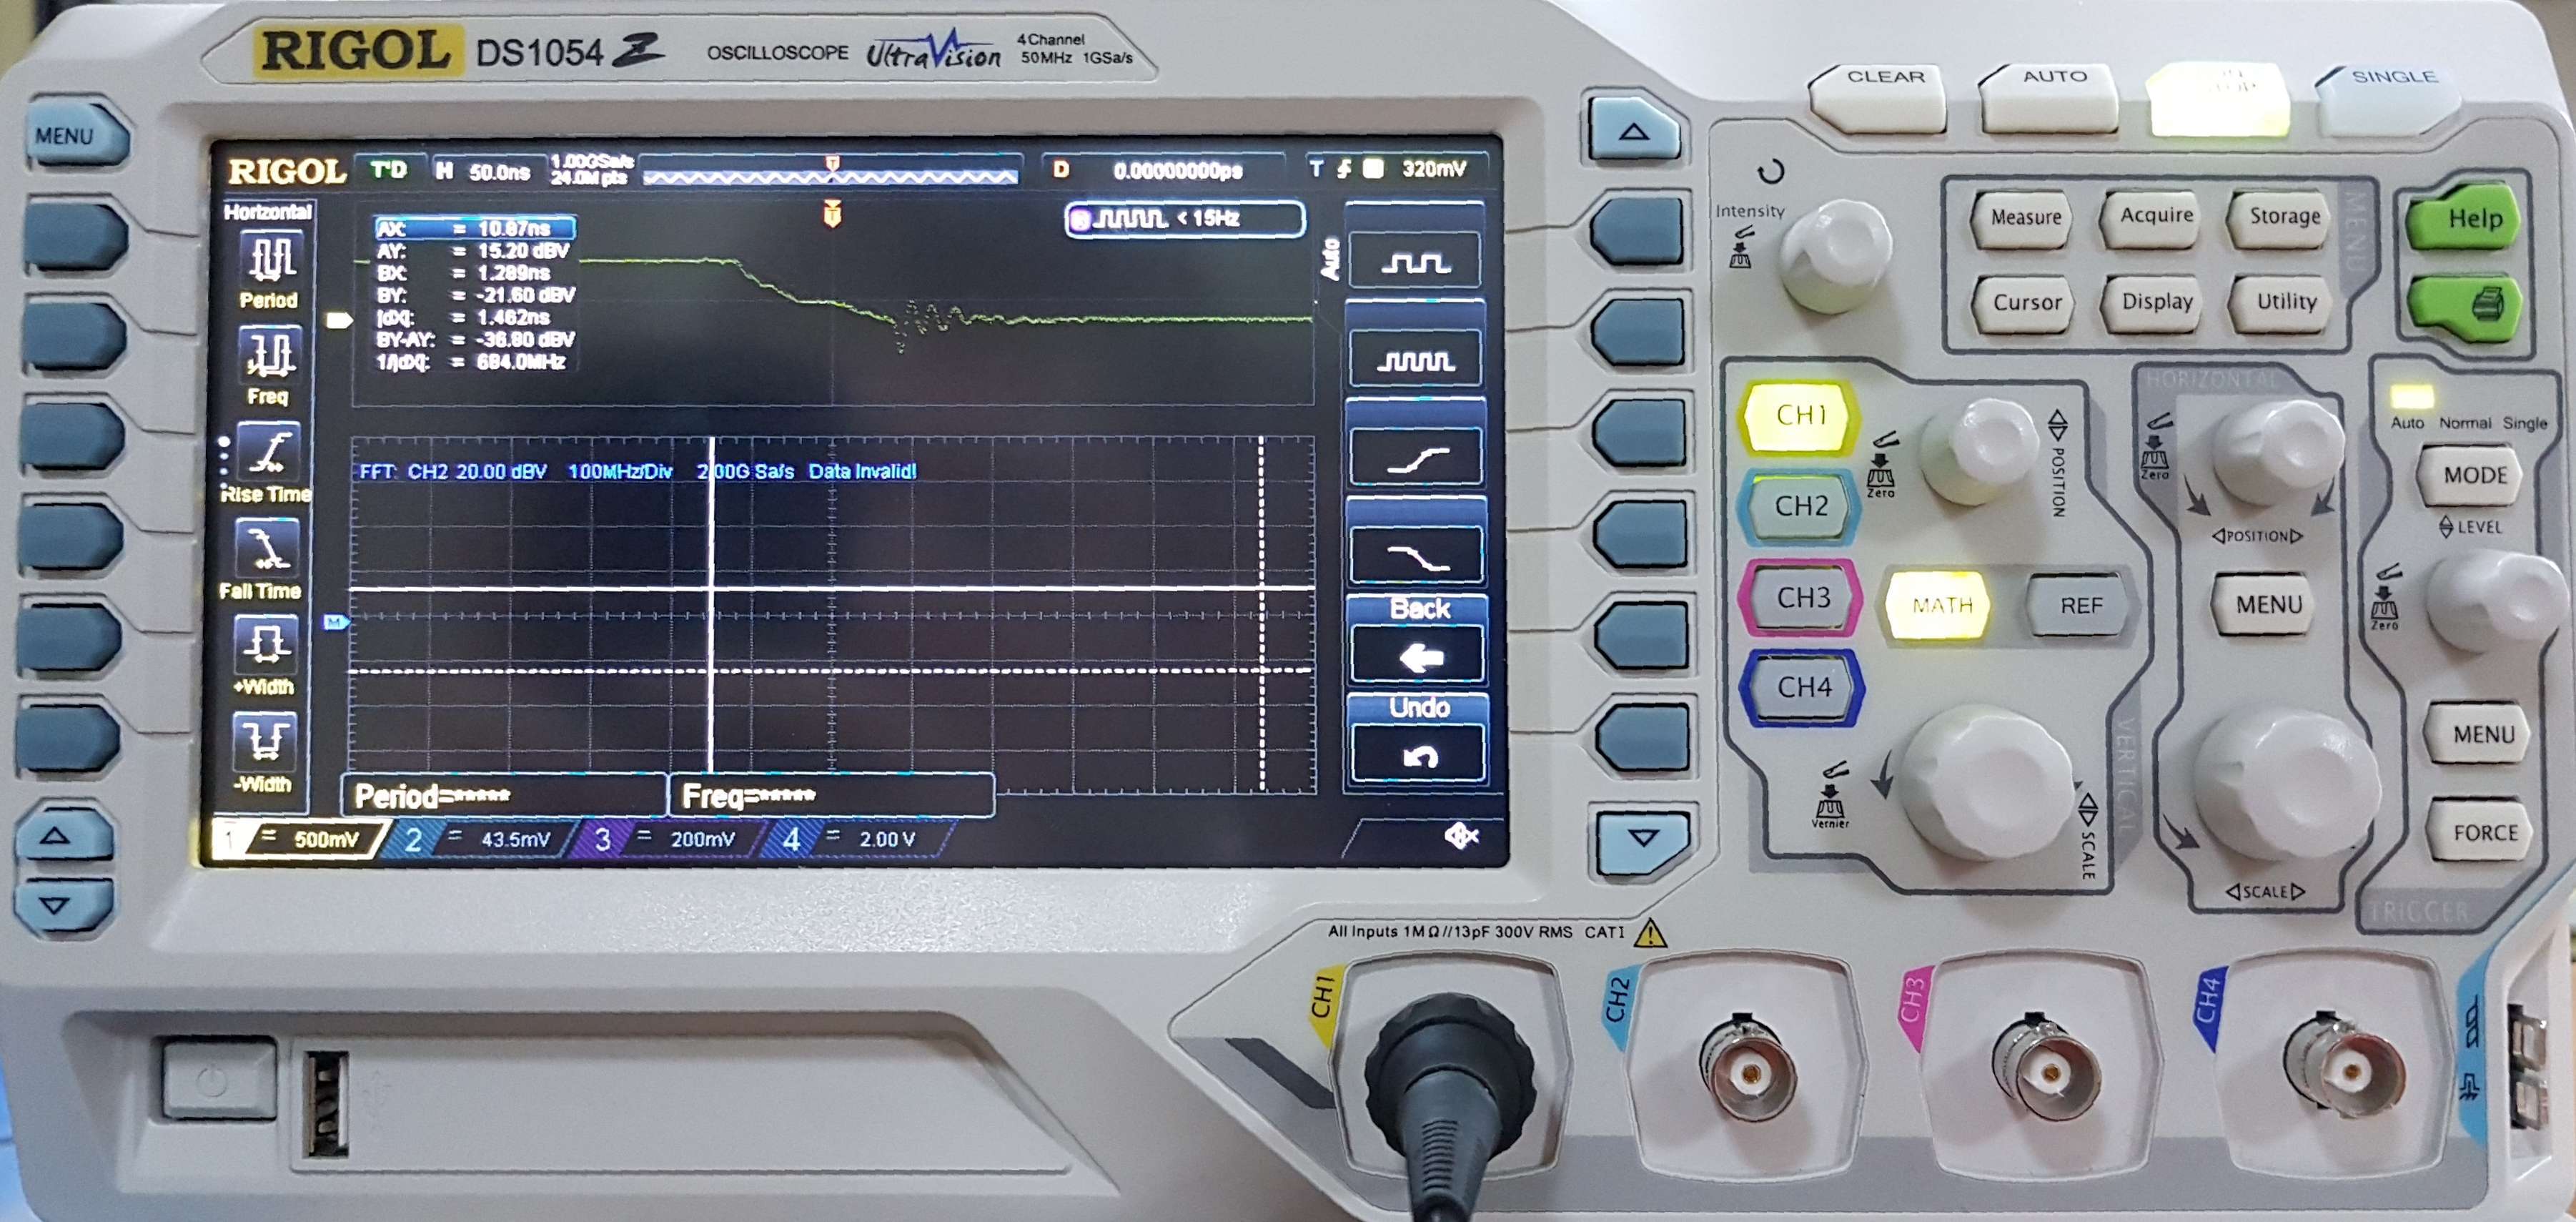 RIGOL DS1054Z OSCILLOSCOPE UltraVision 4 Channel
50MHz 1GSa/s
CLEAR AUTO SINGLE
MENU
RIGOL T'D H 50.0ns 1.00GSa/s
24.0M pts
D 0.00000000ps T 320mV
Horizontal
Period
Freq
Rise Time
Fall Time
+Width
-Width
AX: = 10.87ns
AY: = 15.20 dBV
BX: = 1.289ns
BY: = -21.60 dBV
|dX|: = 1.462ns
BY-AY: = -36.80 dBV
1/|dX|: = 684.0MHz
< 15Hz
Auto
FFT: CH2 20.00 dBV 100MHz/Div 2.00G Sa/s Data Invalid!
M
Back
Undo
Period=*****
Freq=*****
1 = 500mV 2 = 43.5mV 3 = 200mV 4 = 2.00 V
Intensity
Measure Acquire Storage
Cursor Display Utility
MENU
Help
CH1
CH2
CH3
CH4
MATH REF
POSITION
Zero
Vernier
SCALE
VERTICAL
HORIZONTAL
Zero
POSITION
MENU
SCALE
Auto Normal Single
MODE
LEVEL
Zero
MENU
FORCE
TRIGGER
All Inputs 1MΩ//13pF 300V RMS CAT I
CH1
CH2
CH3
CH4